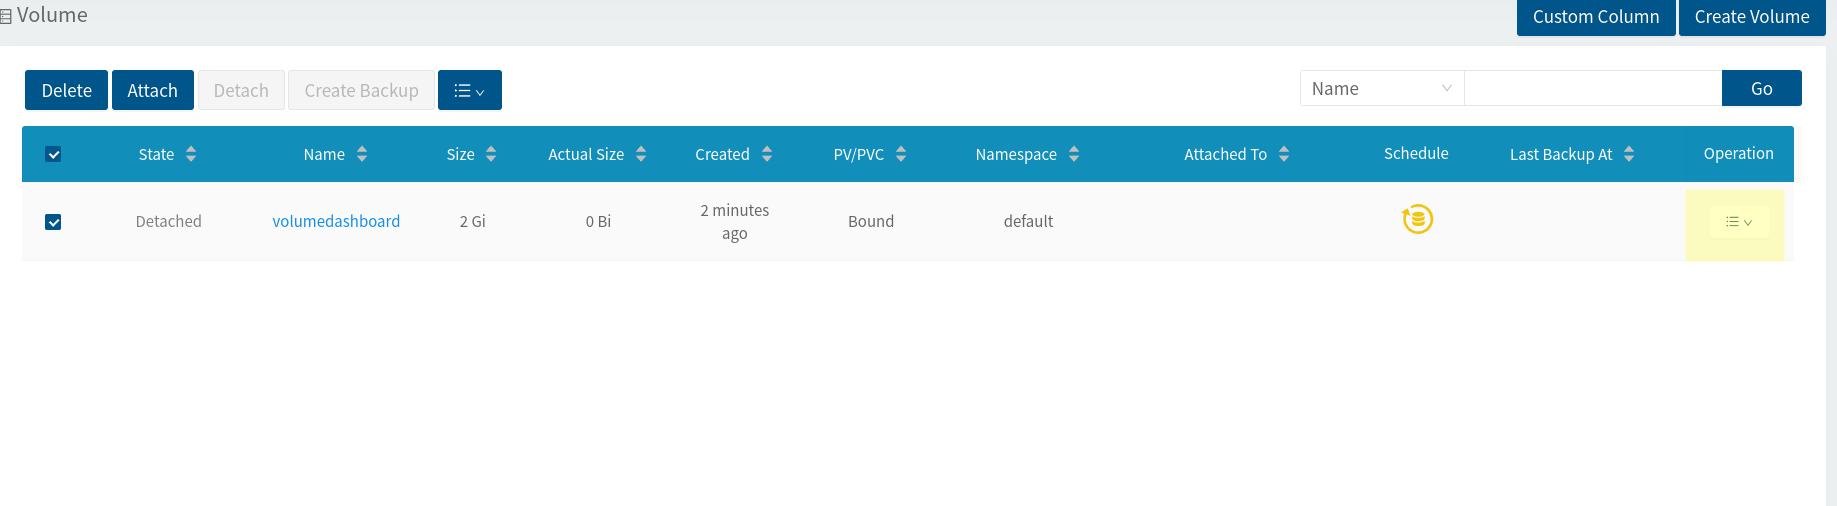 Volume
Custom Column
Create Volume
Delete
Attach
Detach
Create Backup
Name
Go
State
Name
Size
Actual Size
Created
PV/PVC
Namespace
Attached To
Schedule
Last Backup At
Operation
Detached
volumedashboard
2 Gi
0 Bi
2 minutes
ago
Bound
default